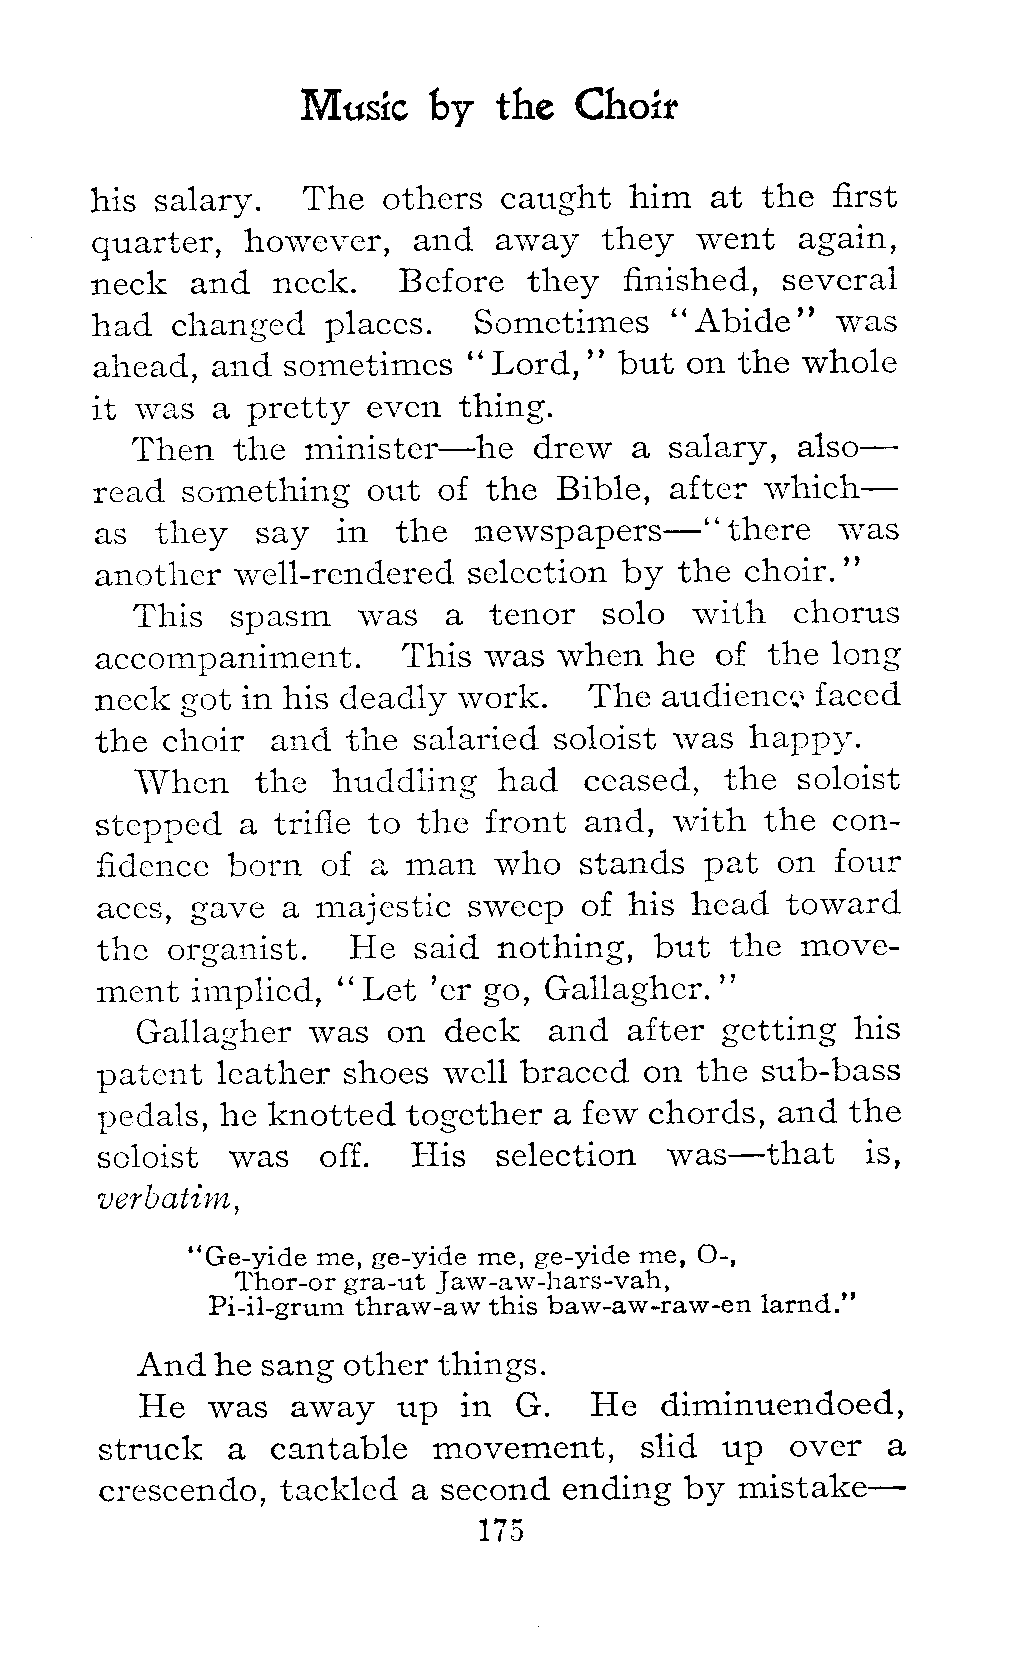 Music by the Choir
his salary. The others caught him at the first
quarter, however, and away they went again,
neck and neck. Before they finished, several
had changed places. Sometimes "Abide" was
ahead, and sometimes "Lord," but on the whole
it was a pretty even thing.
Then the minister—he drew a salary, also—
read something out of the Bible, after which—
as they say in the newspapers—"there was
another well-rendered selection by the choir."
This spasm was a tenor solo with chorus
accompaniment. This was when he of the long
neck got in his deadly work. The audience faced
the choir and the salaried soloist was happy.
When the huddling had ceased, the soloist
stepped a trifle to the front and, with the con-
fidence born of a man who stands pat on four
aces, gave a majestic sweep of his head toward
the organist. He said nothing, but the move-
ment implied, "Let 'er go, Gallagher."
Gallagher was on deck and after getting his
patent leather shoes well braced on the sub-bass
pedals, he knotted together a few chords, and the
soloist was off. His selection was—that is,
verbatim,
"Ge-yide me, ge-yide me, ge-yide me, O-,
Thor-or gra-ut Jaw-aw-hars-vah,
Pi-il-grum thraw-aw this baw-aw-raw-en larnd."
And he sang other things.
He was away up in G. He diminuendoed,
struck a cantable movement, slid up over a
crescendo, tackled a second ending by mistake—
175